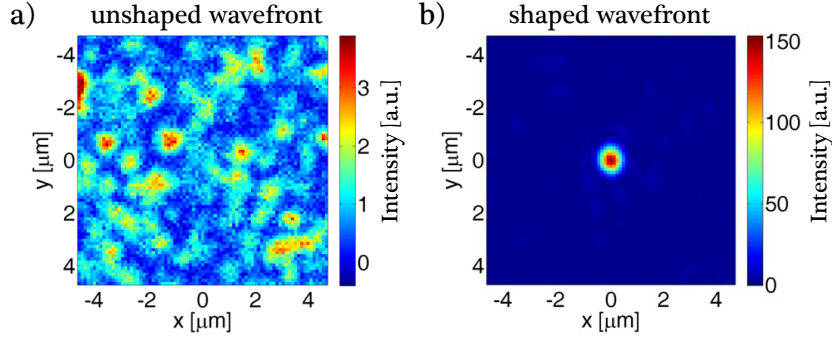 a) unshaped wavefront
-4
-2
0
2
4
y [μm]
-4 -2 0 2 4
x [μm]
3
2
1
0
Intensity [a.u.]
b) shaped wavefront
-4
-2
0
2
4
y [μm]
-4 -2 0 2 4
x [μm]
150
100
50
0
Intensity [a.u.]